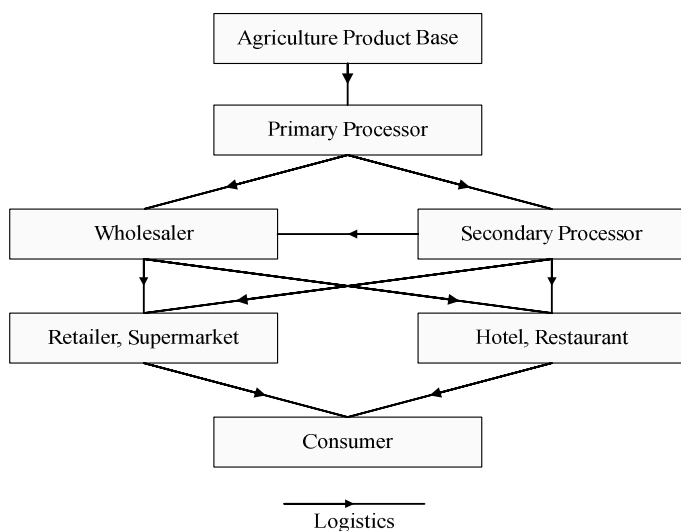 Agriculture Product Base
Primary Processor
Wholesaler
Secondary Processor
Retailer, Supermarket
Hotel, Restaurant
Consumer
Logistics